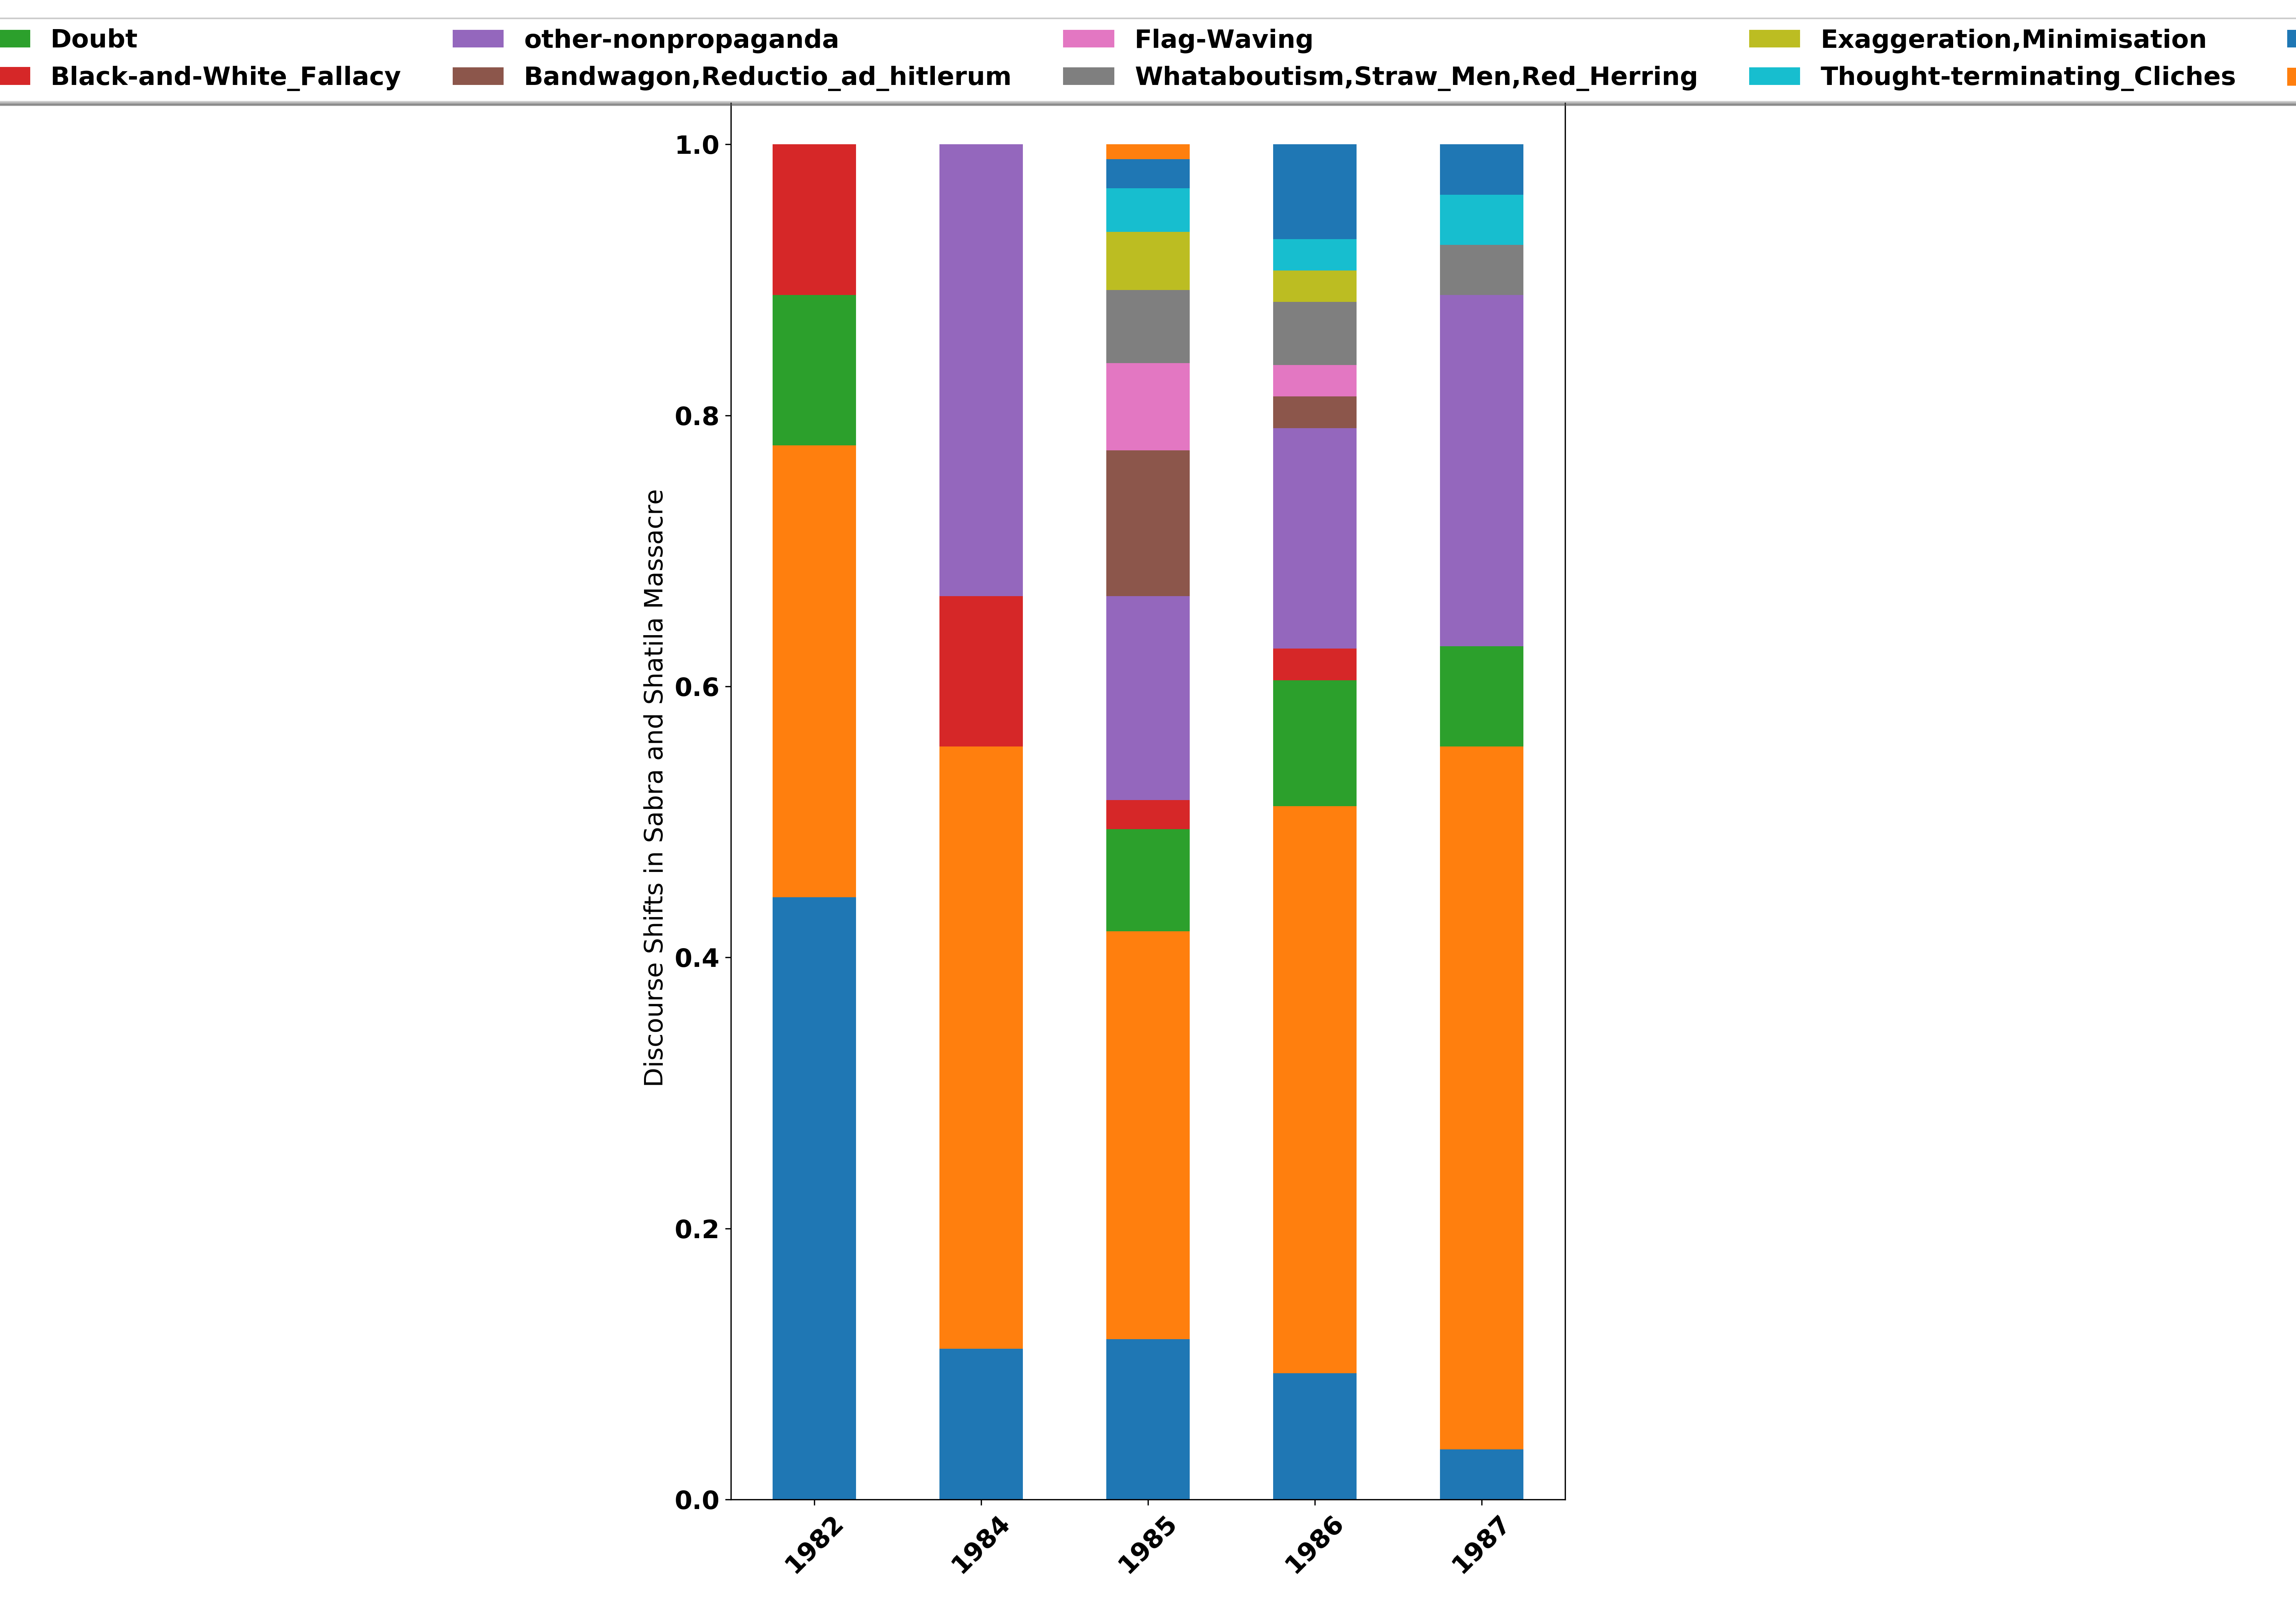 Doubt other-nonpropaganda Flag-Waving Exaggeration,Minimisation
Black-and-White_Fallacy Bandwagon,Reductio_ad_hitlerum Whataboutism,Straw_Men,Red_Herring Thought-terminating_Cliches
1.0
0.8
0.6
0.4
0.2
0.0
Discourse Shifts in Sabra and Shatila Massacre
1982 1984 1985 1986 1987